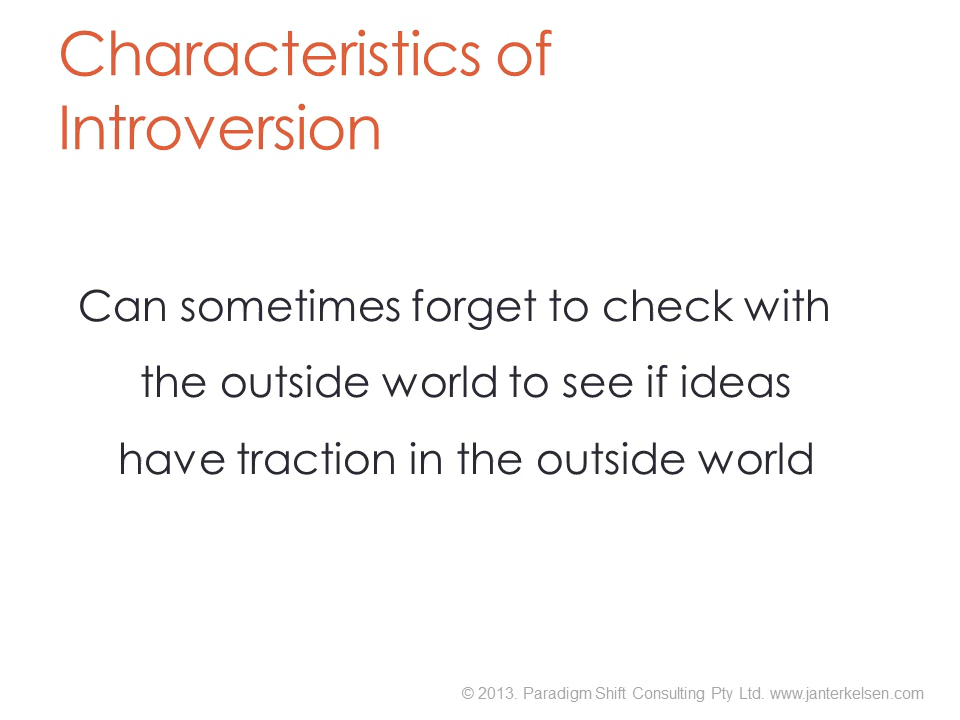 Characteristics of
Introversion
Can sometimes forget to check with
the outside world to see if ideas
have traction in the outside world
© 2013. Paradigm Shift Consulting Pty Ltd. www.janterkelsen.com